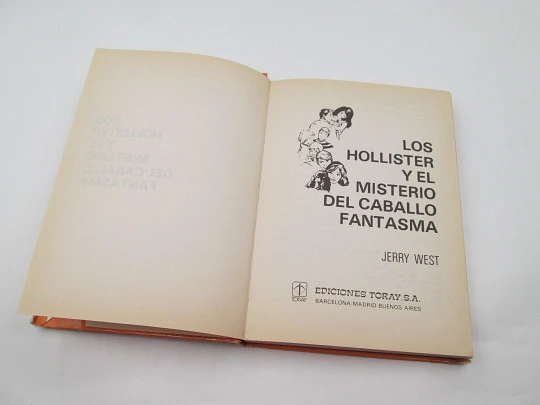 LOS
HOLLISTER
Y EL
MISTERIO
DEL CABALLO
FANTASMA
JERRY WEST
TORAY
EDICIONES TORAY, S.A.
BARCELONA-MADRID BUENOS AIRES